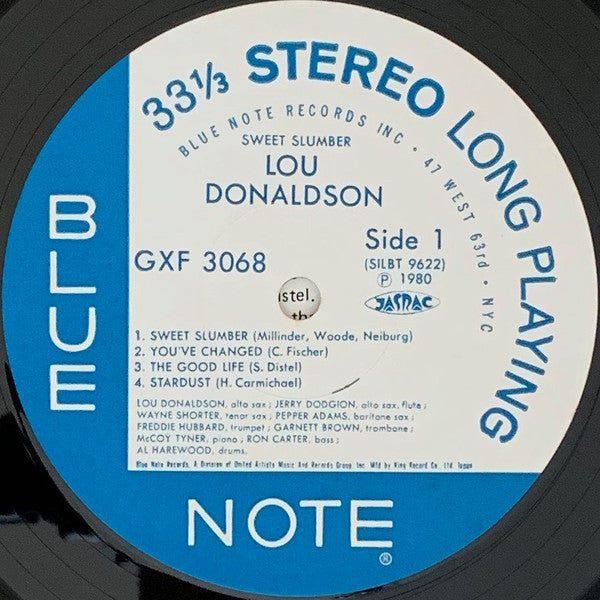 33⅓ STEREO LONG PLAYING
BLUE NOTE RECORDS INC • 47 WEST 63rd • NYC
SWEET SLUMBER
LOU
DONALDSON
Side 1
GXF 3068
(SILBT 9622)
Ⓟ 1980
JASRAC
stel.
th
1. SWEET SLUMBER (Millinder, Woode, Neiburg)
2. YOU'VE CHANGED (C. Fischer)
3. THE GOOD LIFE (S. Distel)
4. STARDUST (H. Carmichael)
LOU DONALDSON, alto sax ; JERRY DODGION, alto sax, flute ;
WAYNE SHORTER, tenor sax ; PEPPER ADAMS, baritone sax ;
FREDDIE HUBBARD, trumpet ; GARNETT BROWN, trombone ;
McCOY TYNER, piano ; RON CARTER, bass ;
AL HAREWOOD, drums.
Blue Note Records, A Division of United Artists Music And Records Group, Inc. Mfd by King Record Co., Ltd. Japan
BLUE
NOTE®